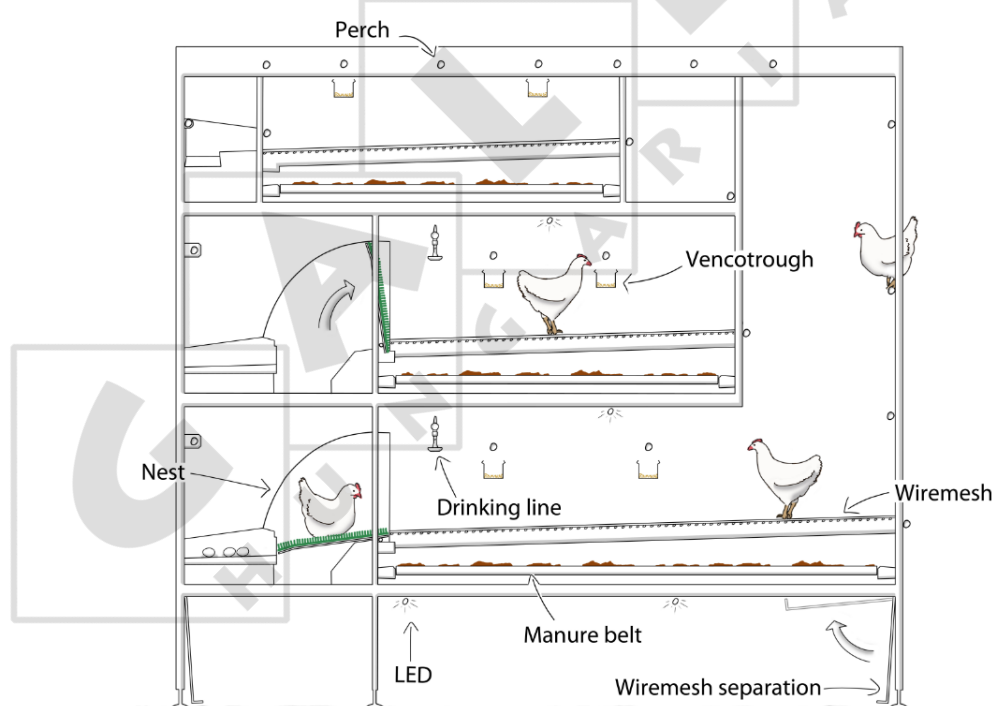 Perch
Vencotrough
Nest
Drinking line
Wiremesh
Manure belt
LED
Wiremesh separation
GALL
HUNGARIA